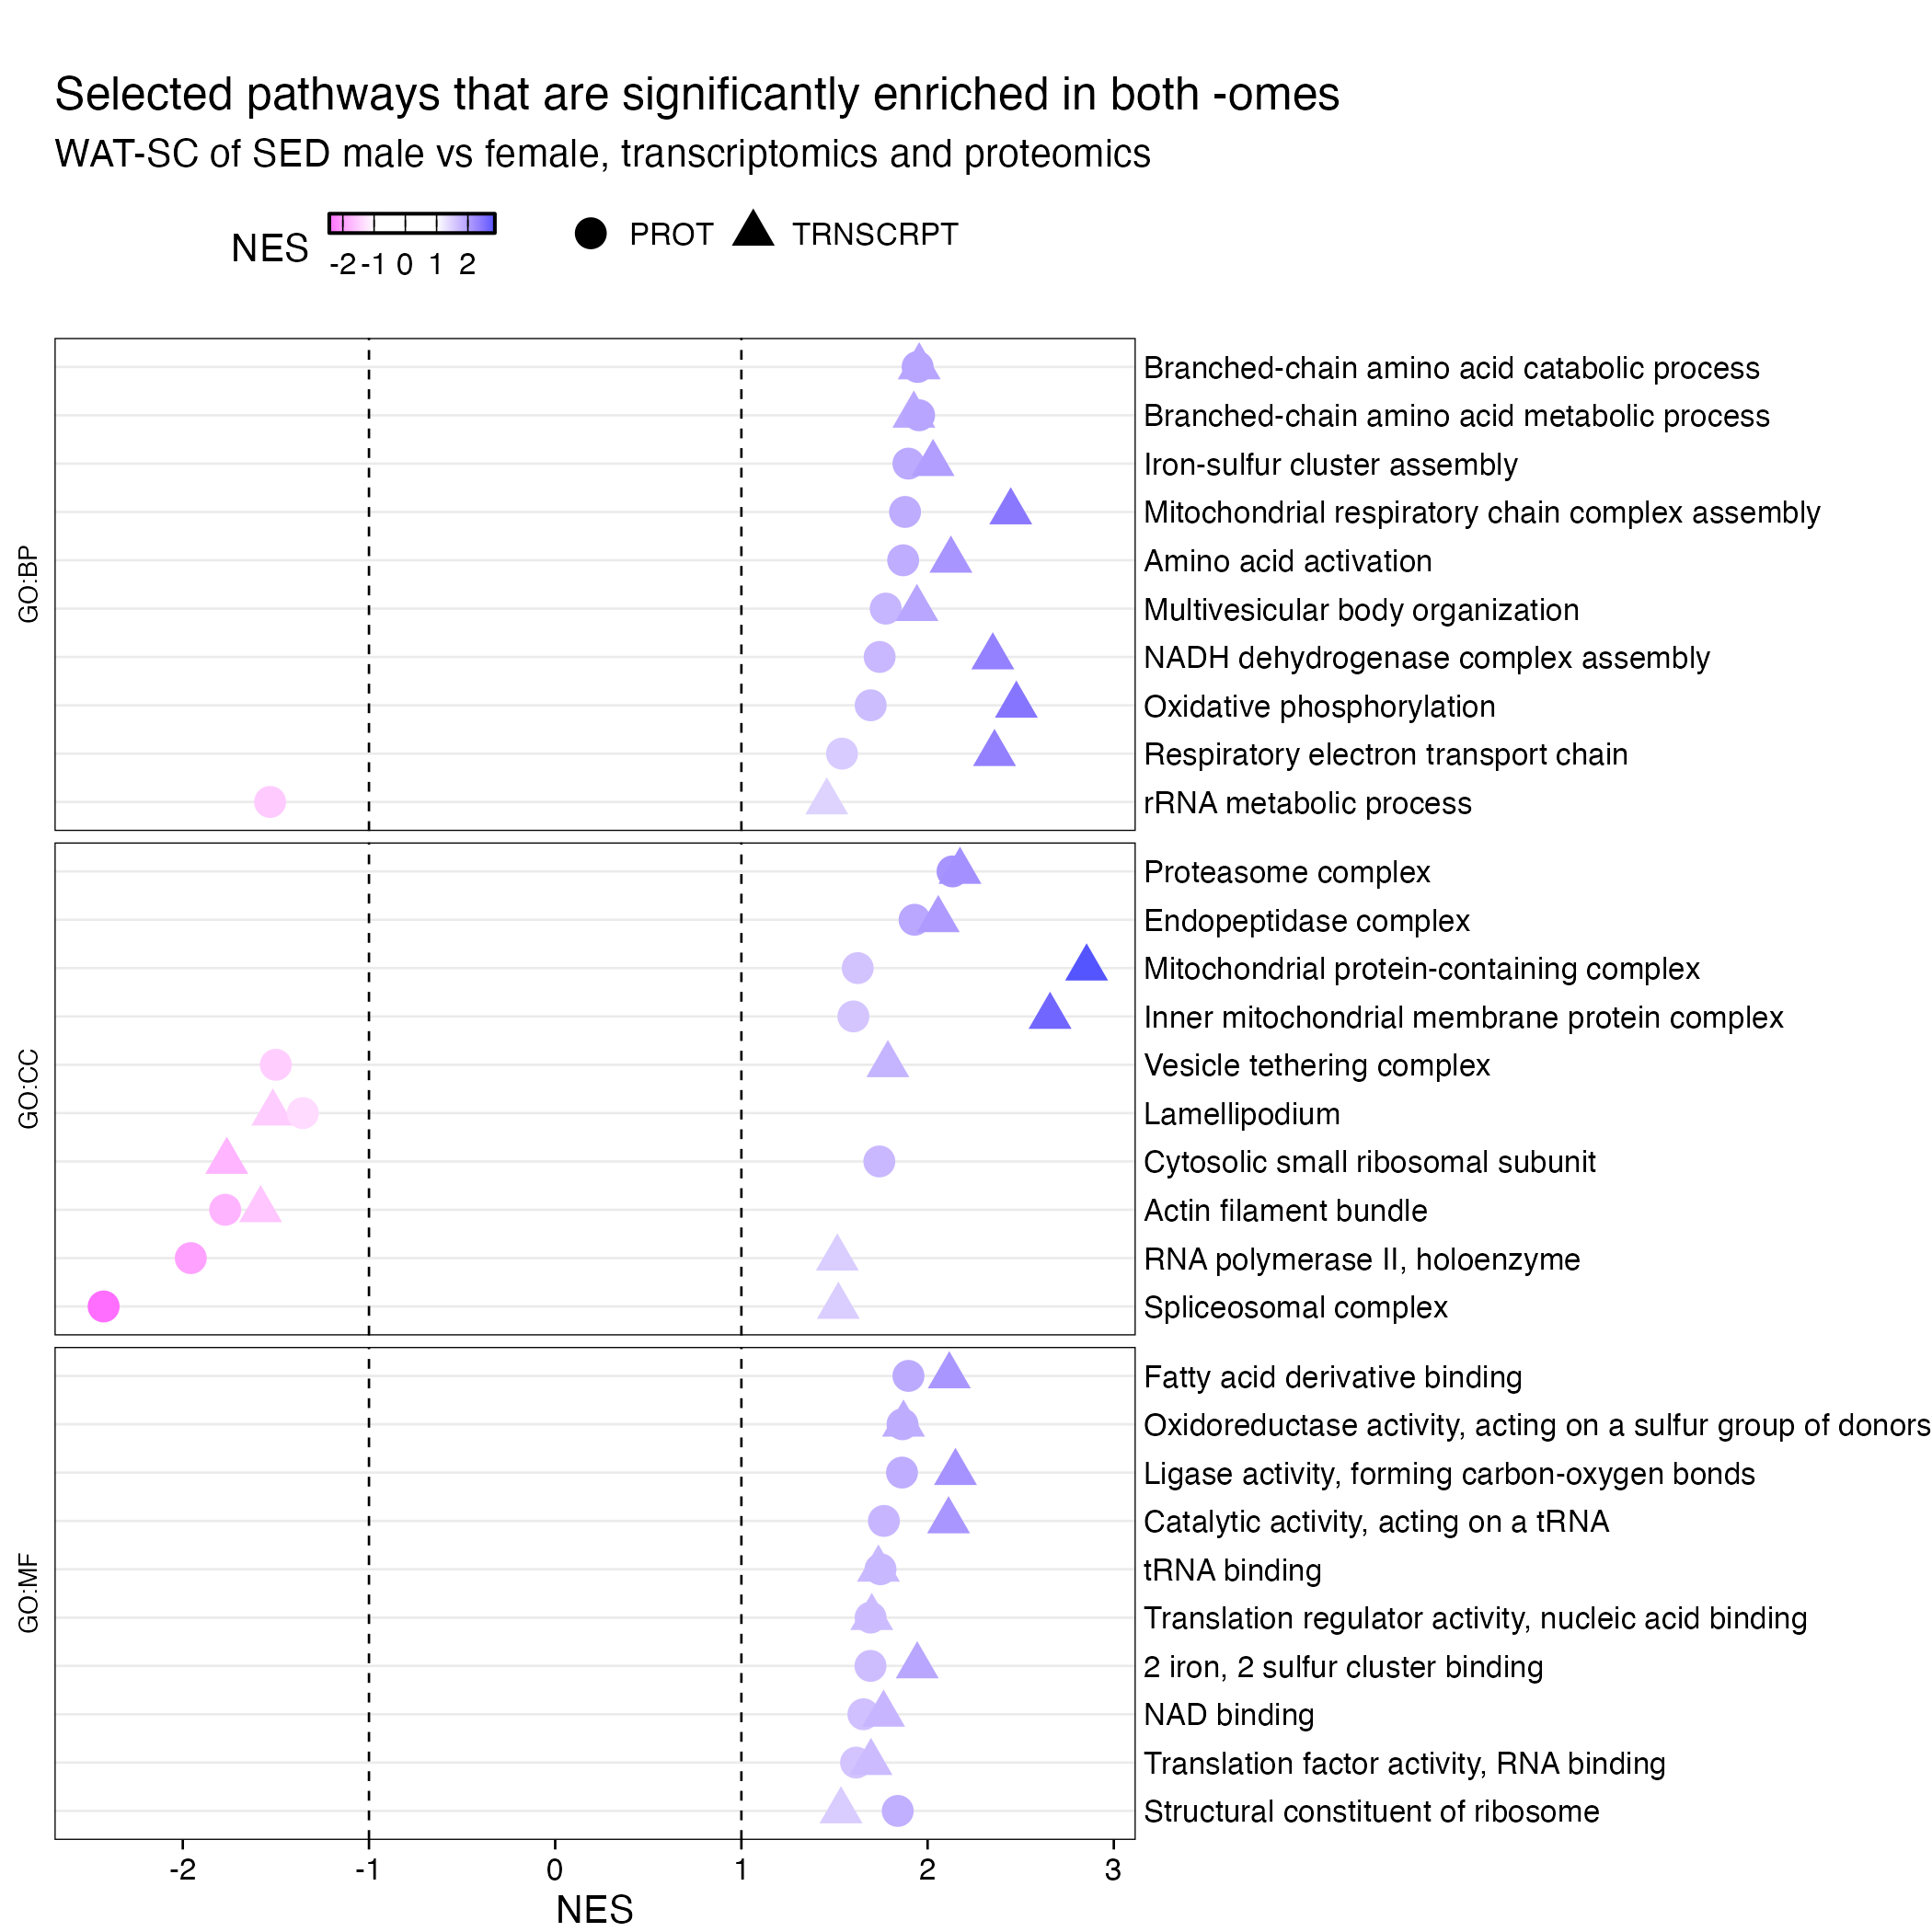 Selected pathways that are significantly enriched in both -omes
WAT-SC of SED male vs female, transcriptomics and proteomics
NES
-2 -1 0 1 2
PROT
TRNSCRPT
GO:BP
Branched-chain amino acid catabolic process
Branched-chain amino acid metabolic process
Iron-sulfur cluster assembly
Mitochondrial respiratory chain complex assembly
Amino acid activation
Multivesicular body organization
NADH dehydrogenase complex assembly
Oxidative phosphorylation
Respiratory electron transport chain
rRNA metabolic process
GO:CC
Proteasome complex
Endopeptidase complex
Mitochondrial protein-containing complex
Inner mitochondrial membrane protein complex
Vesicle tethering complex
Lamellipodium
Cytosolic small ribosomal subunit
Actin filament bundle
RNA polymerase II, holoenzyme
Spliceosomal complex
GO:MF
Fatty acid derivative binding
Oxidoreductase activity, acting on a sulfur group of donors
Ligase activity, forming carbon-oxygen bonds
Catalytic activity, acting on a tRNA
tRNA binding
Translation regulator activity, nucleic acid binding
2 iron, 2 sulfur cluster binding
NAD binding
Translation factor activity, RNA binding
Structural constituent of ribosome
-2 -1 0 1 2 3
NES